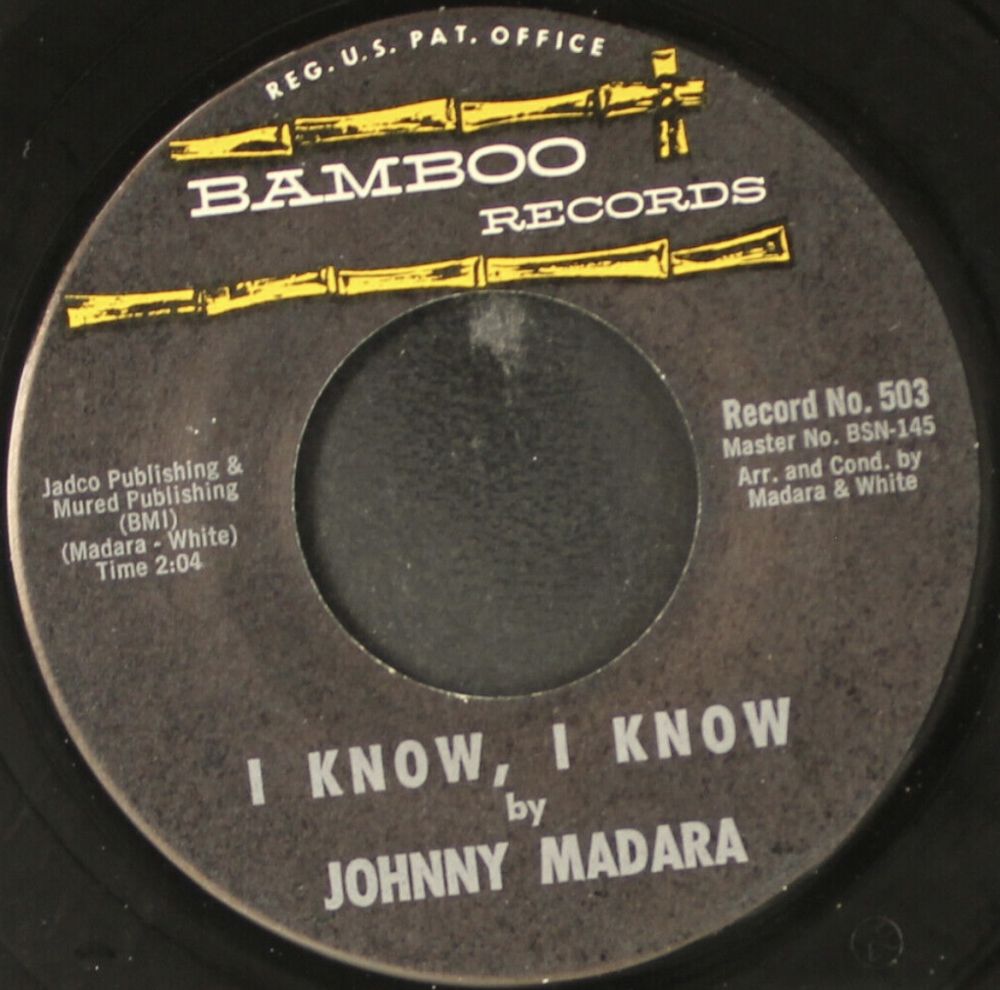 REG. U.S. PAT. OFFICE
BAMBOO
RECORDS
Record No. 503
Master No. BSN-145
Arr. and Cond. by
Madara & White
Jadco Publishing &
Mured Publishing
(BMI)
(Madara - White)
Time 2:04
I KNOW, I KNOW
by
JOHNNY MADARA